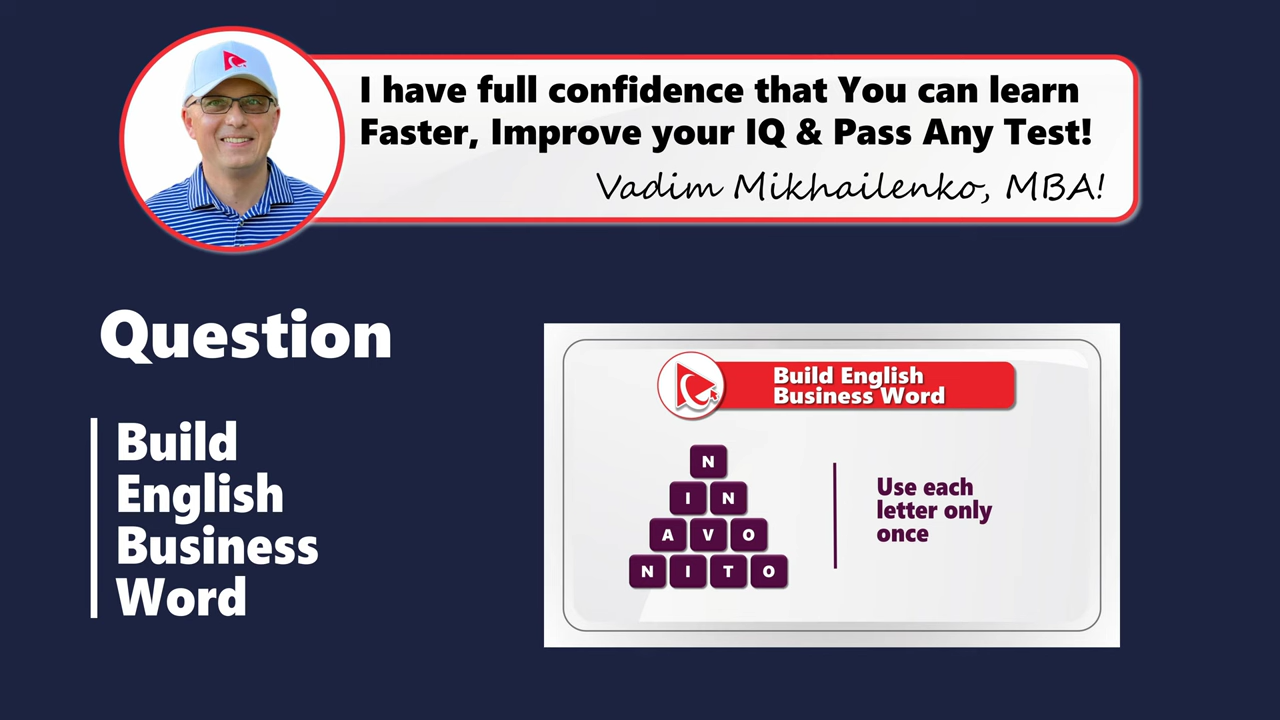 I have full confidence that You can learn
Faster, Improve your IQ & Pass Any Test!
Vadim Mikhailenko, MBA!
Question
Build
English
Business
Word
Build English
Business Word
N
I N
A V O
N I T O
Use each
letter only
once